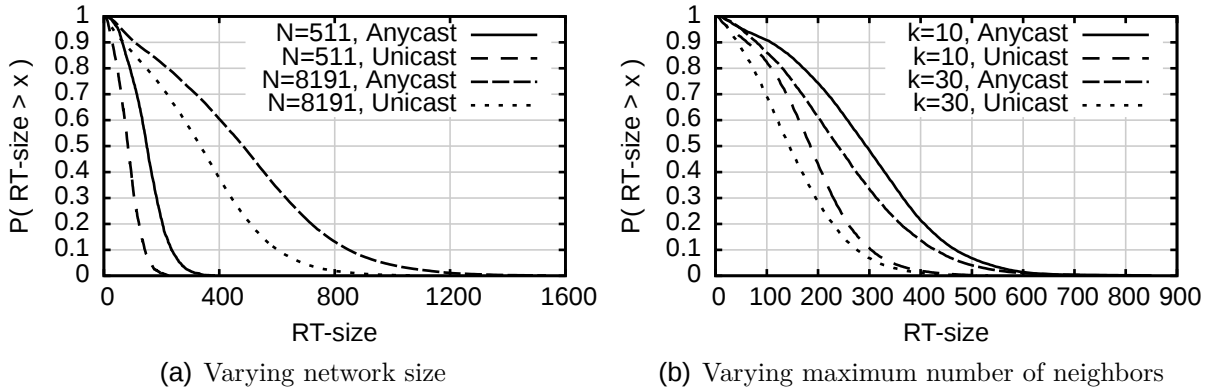 P( RT-size > x )
1
0.9
0.8
0.7
0.6
0.5
0.4
0.3
0.2
0.1
0
N=511, Anycast
N=511, Unicast
N=8191, Anycast
N=8191, Unicast
0 400 800 1200 1600
RT-size
(a) Varying network size
P( RT-size > x )
1
0.9
0.8
0.7
0.6
0.5
0.4
0.3
0.2
0.1
0
k=10, Anycast
k=10, Unicast
k=30, Anycast
k=30, Unicast
0 100 200 300 400 500 600 700 800 900
RT-size
(b) Varying maximum number of neighbors